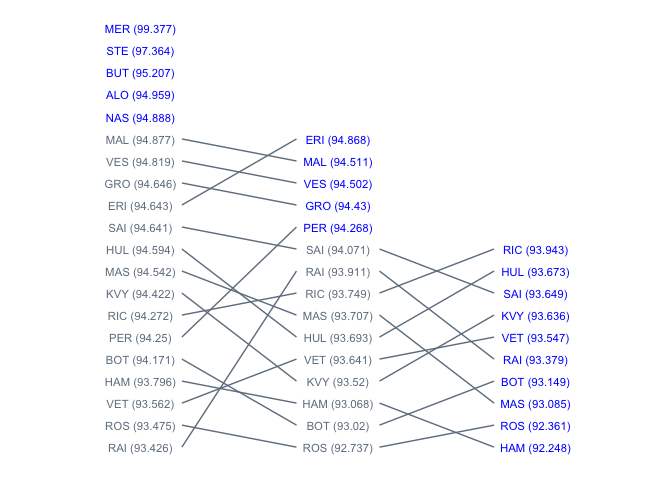 MER (99.377)
STE (97.364)
BUT (95.207)
ALO (94.959)
NAS (94.888)
MAL (94.877)
VES (94.819)
GRO (94.646)
ERI (94.643)
SAI (94.641)
HUL (94.594)
MAS (94.542)
KVY (94.422)
RIC (94.272)
PER (94.25)
BOT (94.171)
HAM (93.796)
VET (93.562)
ROS (93.475)
RAI (93.426)
ERI (94.868)
MAL (94.511)
VES (94.502)
GRO (94.43)
PER (94.268)
SAI (94.071)
RAI (93.911)
RIC (93.749)
MAS (93.707)
HUL (93.693)
VET (93.641)
KVY (93.52)
HAM (93.068)
BOT (93.02)
ROS (92.737)
RIC (93.943)
HUL (93.673)
SAI (93.649)
KVY (93.636)
VET (93.547)
RAI (93.379)
BOT (93.149)
MAS (93.085)
ROS (92.361)
HAM (92.248)